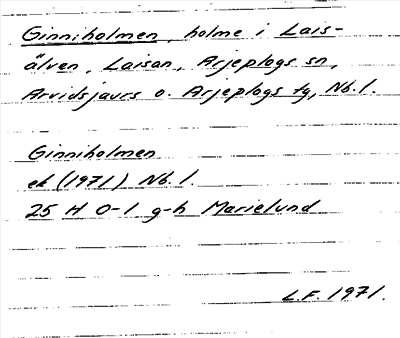 Ginniholmen, holme i Lais-
älven, Laisan, Arjeplogs sn,
Arvidsjaurs o. Arjeplogs tg, Nb. l.
Ginniholmen
ek (1971) Nb. l.
25 H 0-1 g-h Marielund
L.F. 1971.